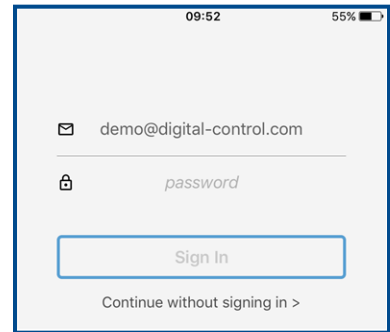 09:52 55%
demo@digital-control.com
password
Sign In
Continue without signing in >